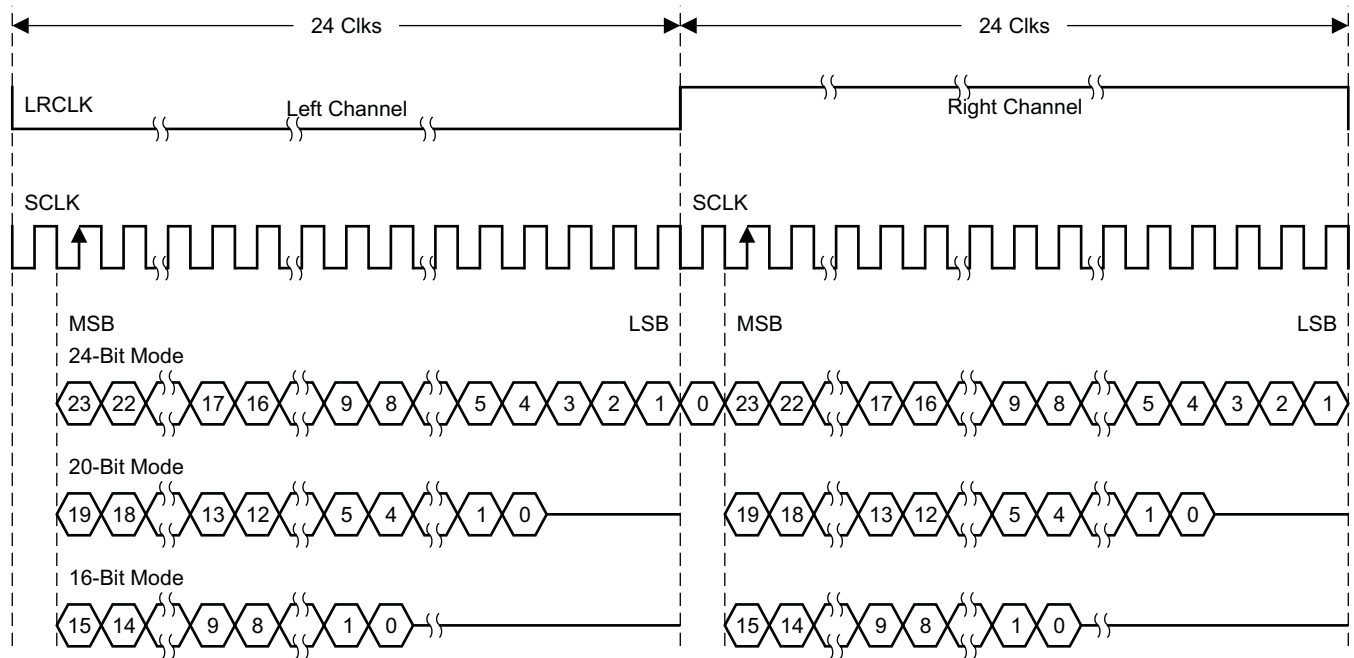 24 Clks 24 Clks
LRCLK Left Channel Right Channel
SCLK SCLK
MSB LSB MSB LSB
24-Bit Mode
23 22 17 16 9 8 5 4 3 2 1 0 23 22 17 16 9 8 5 4 3 2 1
20-Bit Mode
19 18 13 12 5 4 1 0 19 18 13 12 5 4 1 0
16-Bit Mode
15 14 9 8 1 0 15 14 9 8 1 0